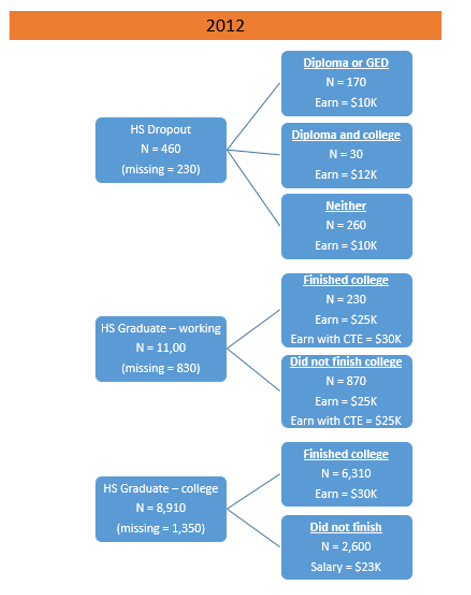 2012
HS Dropout
N = 460
(missing = 230)
Diploma or GED
N = 170
Earn = $10K
Diploma and college
N = 30
Earn = $12K
Neither
N = 260
Earn = $10K
HS Graduate – working
N = 11,00
(missing = 830)
Finished college
N = 230
Earn = $25K
Earn with CTE = $30K
Did not finish college
N = 870
Earn = $25K
Earn with CTE = $25K
HS Graduate – college
N = 8,910
(missing = 1,350)
Finished college
N = 6,310
Earn = $30K
Did not finish
N = 2,600
Salary = $23K